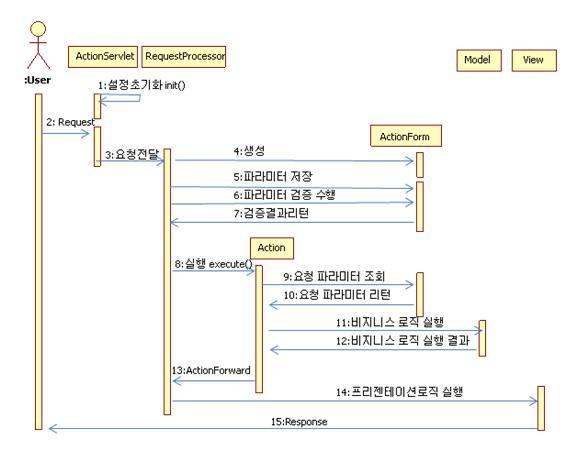 ActionServlet
RequestProcessor
Model
View
:User
1:설정초기화 init()
2: Request
ActionForm
3:요청전달
4:생성
5:파라미터 저장
6:파라미터 검증 수행
7:검증결과리턴
Action
8:실행 execute()
9:요청 파라미터 조회
10:요청 파라미터 리턴
11:비지니스 로직 실행
12:비지니스 로직 실행 결과
13:ActionForward
14:프리젠테이션로직 실행
15:Response